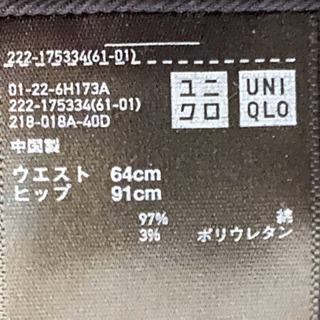 222-175334(61-01)
01-22-6H173A
222-175334(61-01)
218-018A-40D
ユニクロ
UNIQLO
中国製
ウエスト 64cm
ヒップ 91cm
97% 綿
3% ポリウレタン